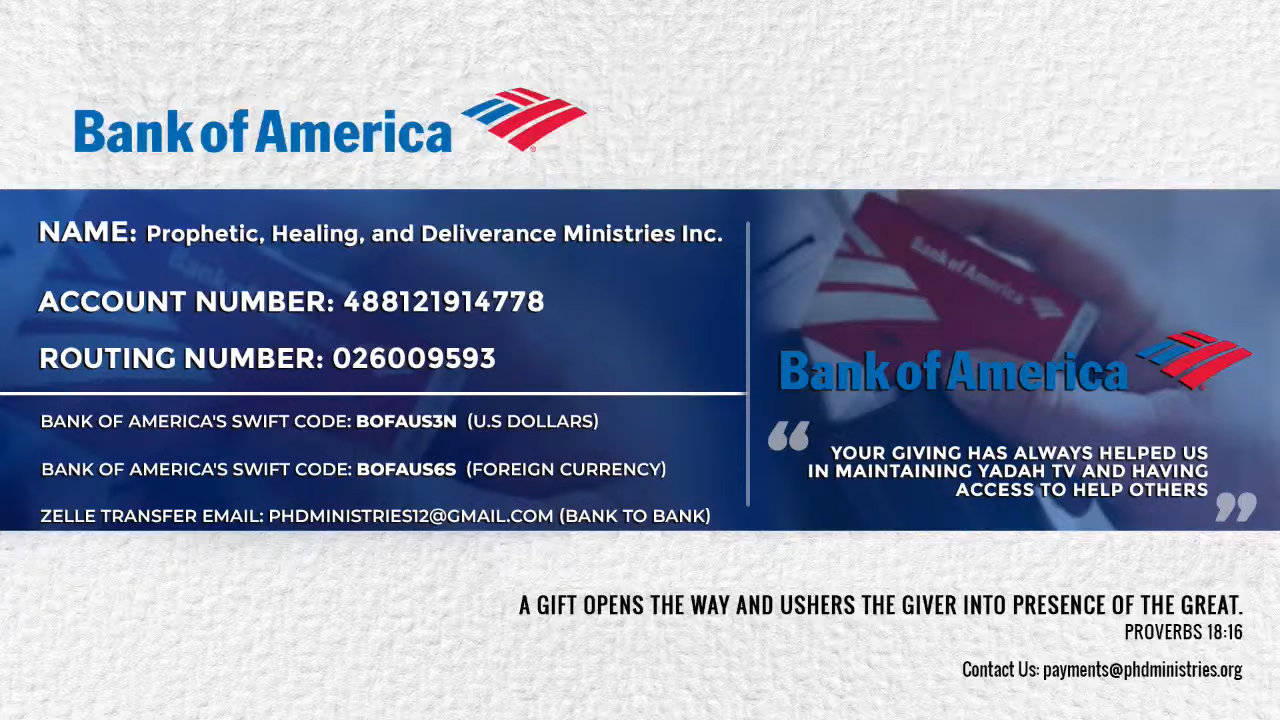 Bank of America
NAME: Prophetic, Healing, and Deliverance Ministries Inc.
ACCOUNT NUMBER: 488121914778
ROUTING NUMBER: 026009593
BANK OF AMERICA'S SWIFT CODE: BOFAUS3N (U.S DOLLARS)
BANK OF AMERICA'S SWIFT CODE: BOFAUS6S (FOREIGN CURRENCY)
ZELLE TRANSFER EMAIL: PHDMINISTRIES12@GMAIL.COM (BANK TO BANK)
Bank of America
Bank of America
“ YOUR GIVING HAS ALWAYS HELPED US
IN MAINTAINING YADAH TV AND HAVING
ACCESS TO HELP OTHERS ”
A GIFT OPENS THE WAY AND USHERS THE GIVER INTO PRESENCE OF THE GREAT.
PROVERBS 18:16
Contact Us: payments@phdministries.org